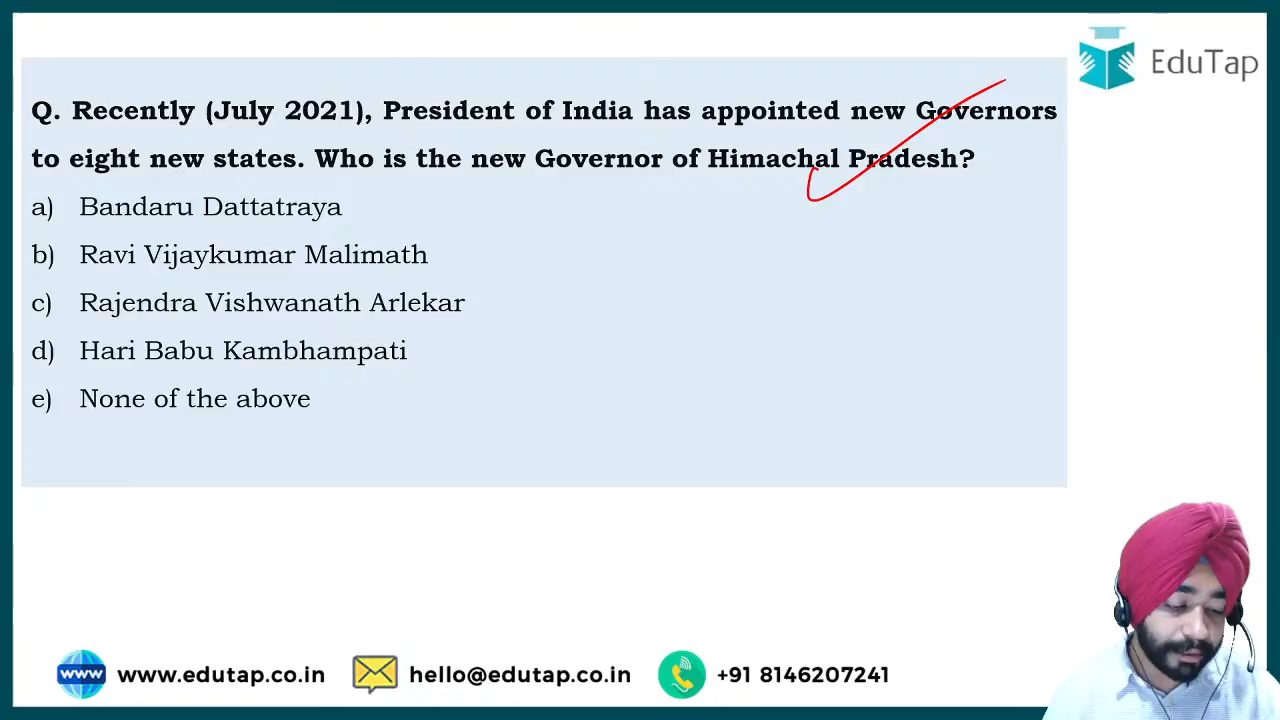 EduTap
Q. Recently (July 2021), President of India has appointed new Governors
to eight new states. Who is the new Governor of Himachal Pradesh?
a) Bandaru Dattatraya
b) Ravi Vijaykumar Malimath
c) Rajendra Vishwanath Arlekar
d) Hari Babu Kambhampati
e) None of the above
www www.edutap.co.in hello@edutap.co.in +91 8146207241